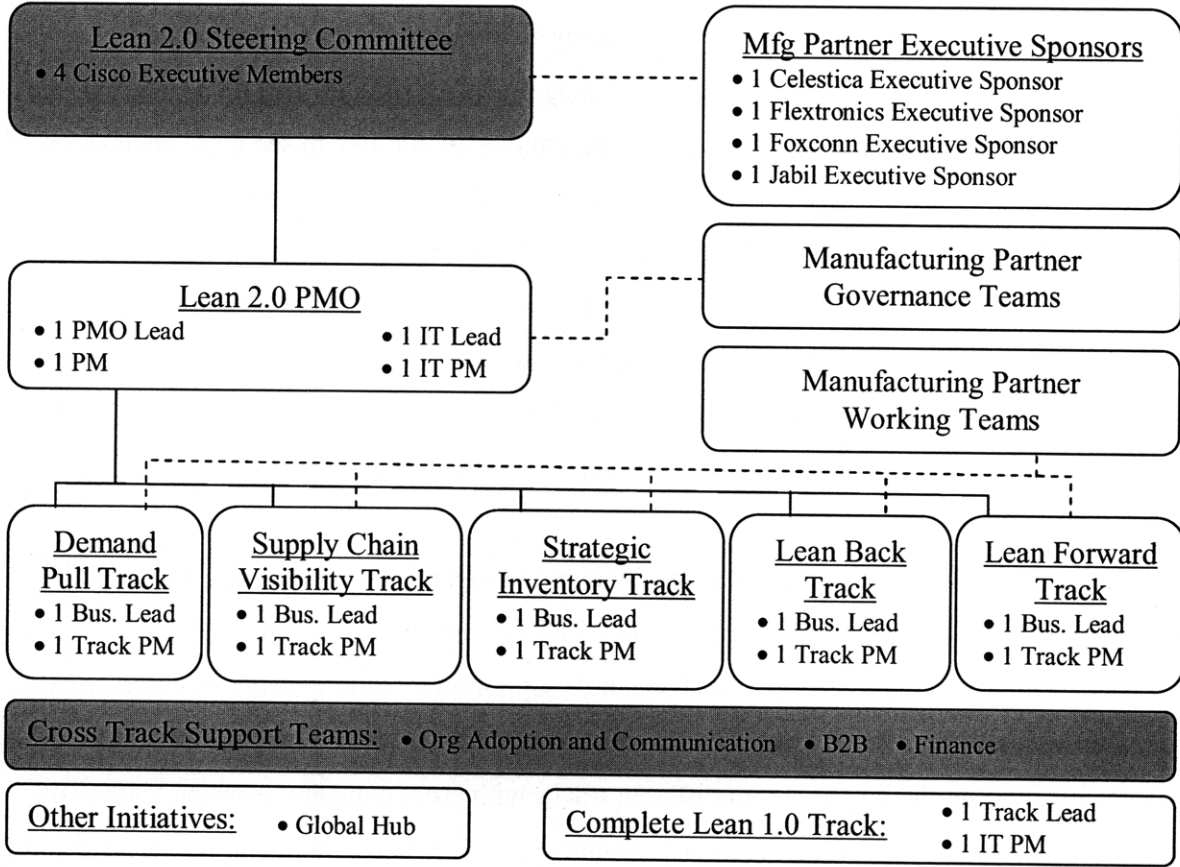 Lean 2.0 Steering Committee
• 4 Cisco Executive Members
Mfg Partner Executive Sponsors
• 1 Celestica Executive Sponsor
• 1 Flextronics Executive Sponsor
• 1 Foxconn Executive Sponsor
• 1 Jabil Executive Sponsor
Manufacturing Partner
Governance Teams
Lean 2.0 PMO
• 1 PMO Lead
• 1 PM
• 1 IT Lead
• 1 IT PM
Manufacturing Partner
Working Teams
Demand
Pull Track
• 1 Bus. Lead
• 1 Track PM
Supply Chain
Visibility Track
• 1 Bus. Lead
• 1 Track PM
Strategic
Inventory Track
• 1 Bus. Lead
• 1 Track PM
Lean Back
Track
• 1 Bus. Lead
• 1 Track PM
Lean Forward
Track
• 1 Bus. Lead
• 1 Track PM
Cross Track Support Teams: • Org Adoption and Communication • B2B • Finance
Other Initiatives: • Global Hub
Complete Lean 1.0 Track:
• 1 Track Lead
• 1 IT PM